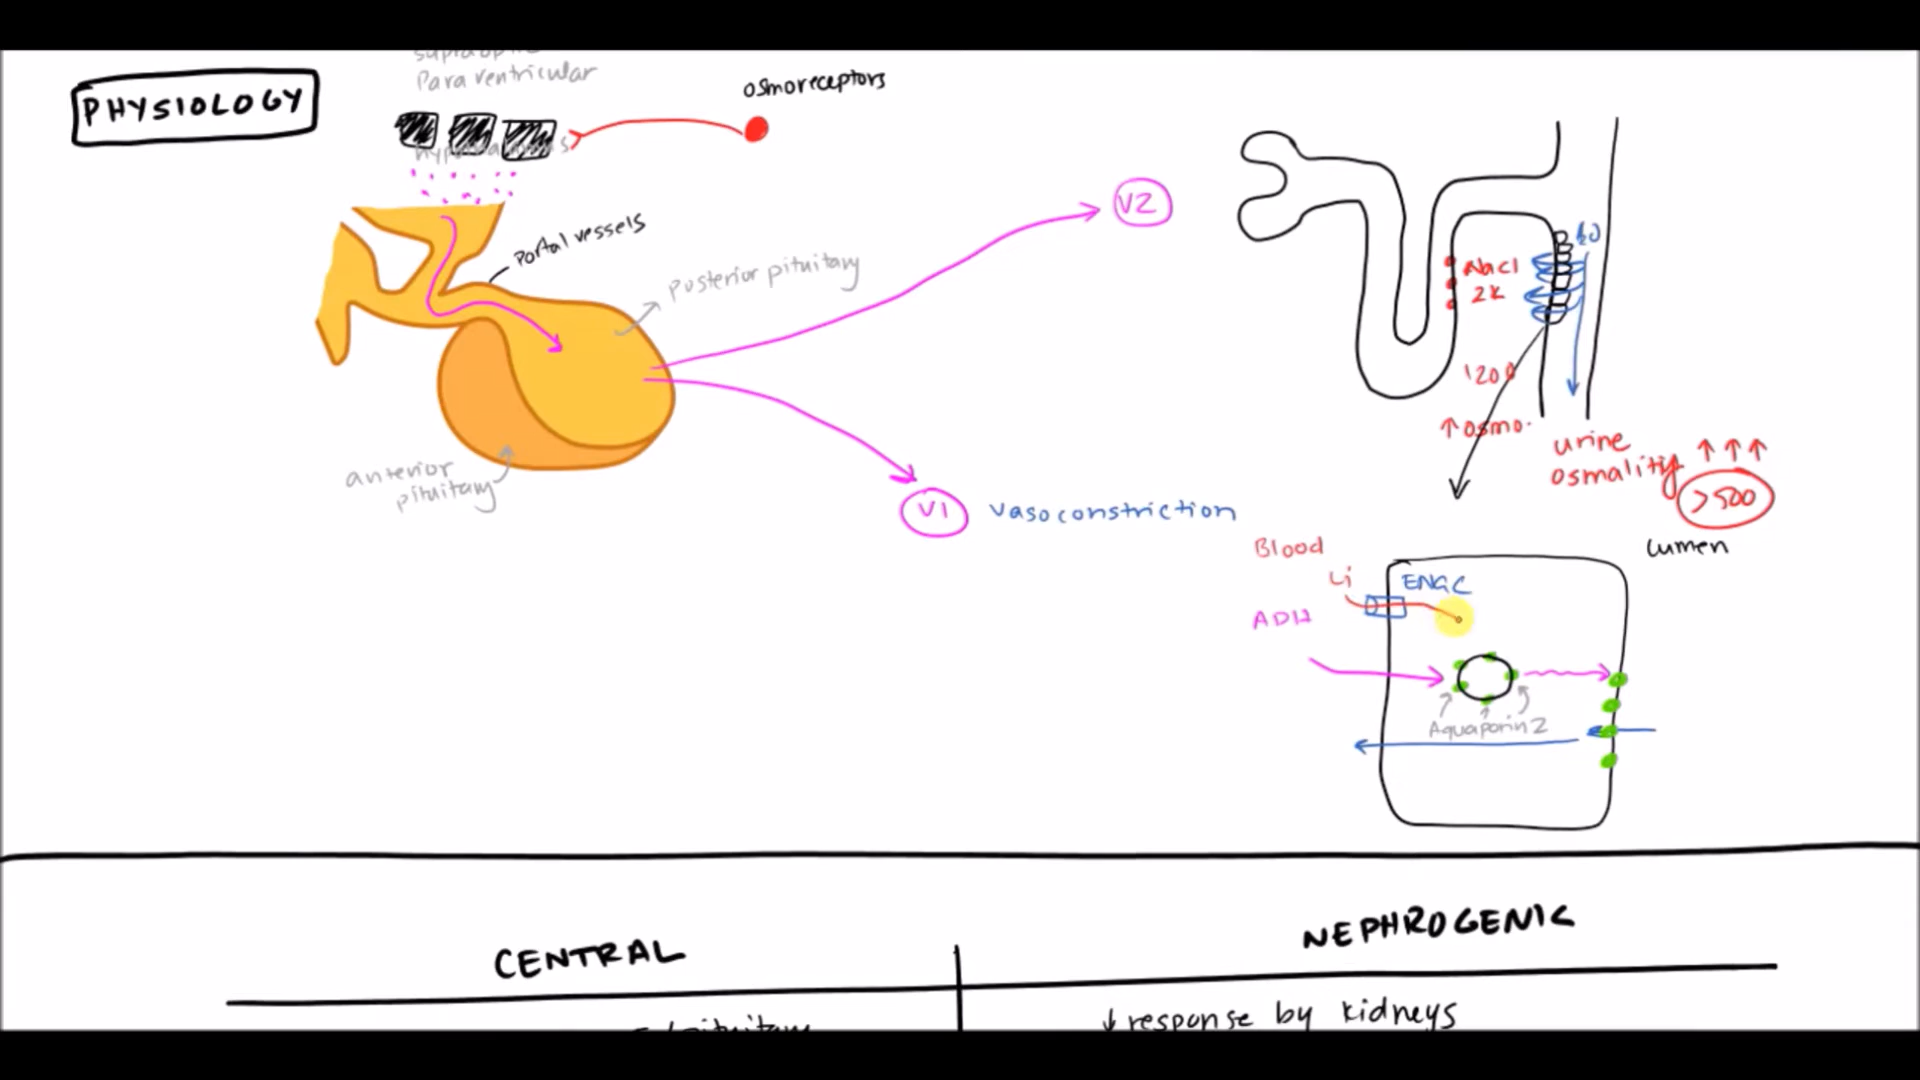 PHYSIOLOGY
Para ventricular
osmoreceptors
portal vessels
posterior pituitary
anterior
pituitary
V2
V1
vasoconstriction
NaCl
2K
1200
↑ osmo.
urine
osmality ↑ ↑ ↑
>500
Lumen
Blood
Li
ENaC
ADH
Aquaporin 2
CENTRAL
NEPHROGENIC
↓ response by kidneys